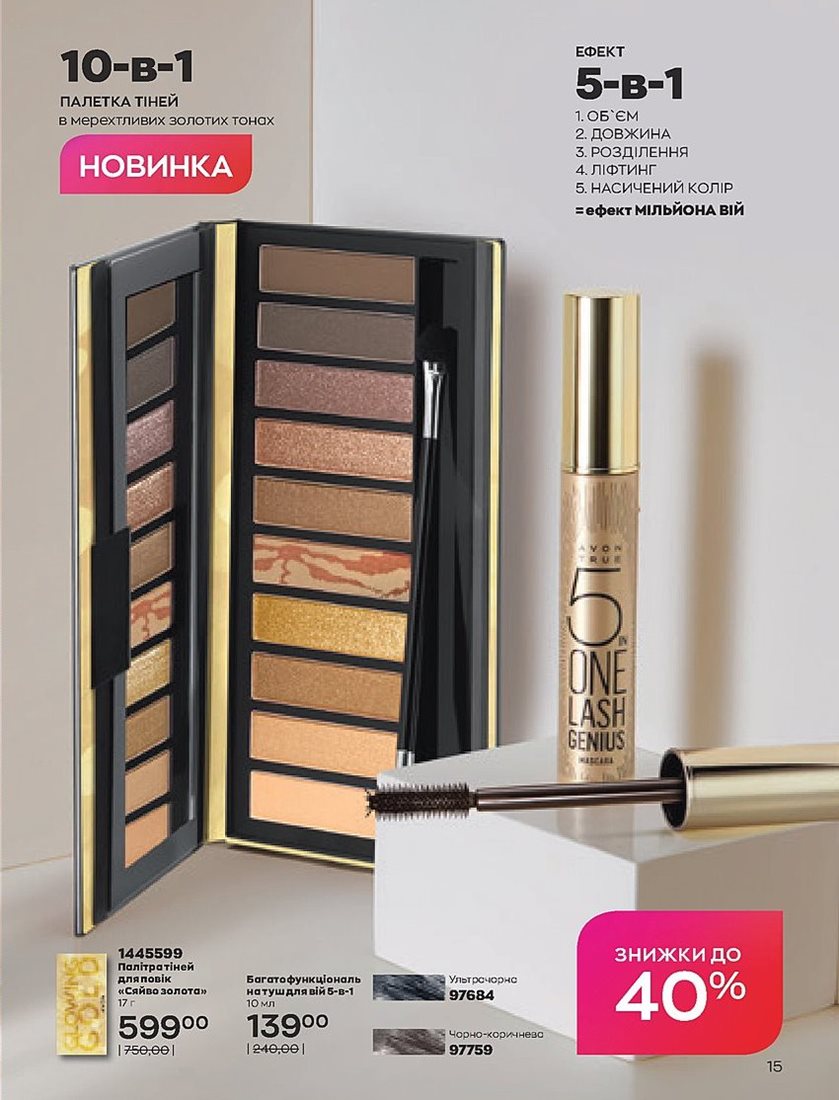 10-в-1
ПАЛЕТКА ТІНЕЙ
в мерехтливих золотих тонах
НОВИНКА
ЕФЕКТ
5-в-1
1. ОБ`ЄМ
2. ДОВЖИНА
3. РОЗДІЛЕННЯ
4. ЛІФТИНГ
5. НАСИЧЕНИЙ КОЛІР
= ефект МІЛЬЙОНА ВІЙ
AVON
TRUE
5 IN
ONE
LASH
GENIUS
MASCARA
GLOWING
GOLD
1445599
Палітра тіней
для повік
«Сяйво золота»
17 г
599⁰⁰
|750,00|
Багатофункціональ
на туш для вій 5-в-1
10 мл
139⁰⁰
|240,00|
Ультрачорна
97684
Чорно-коричнева
97759
ЗНИЖКИ ДО
40%
15